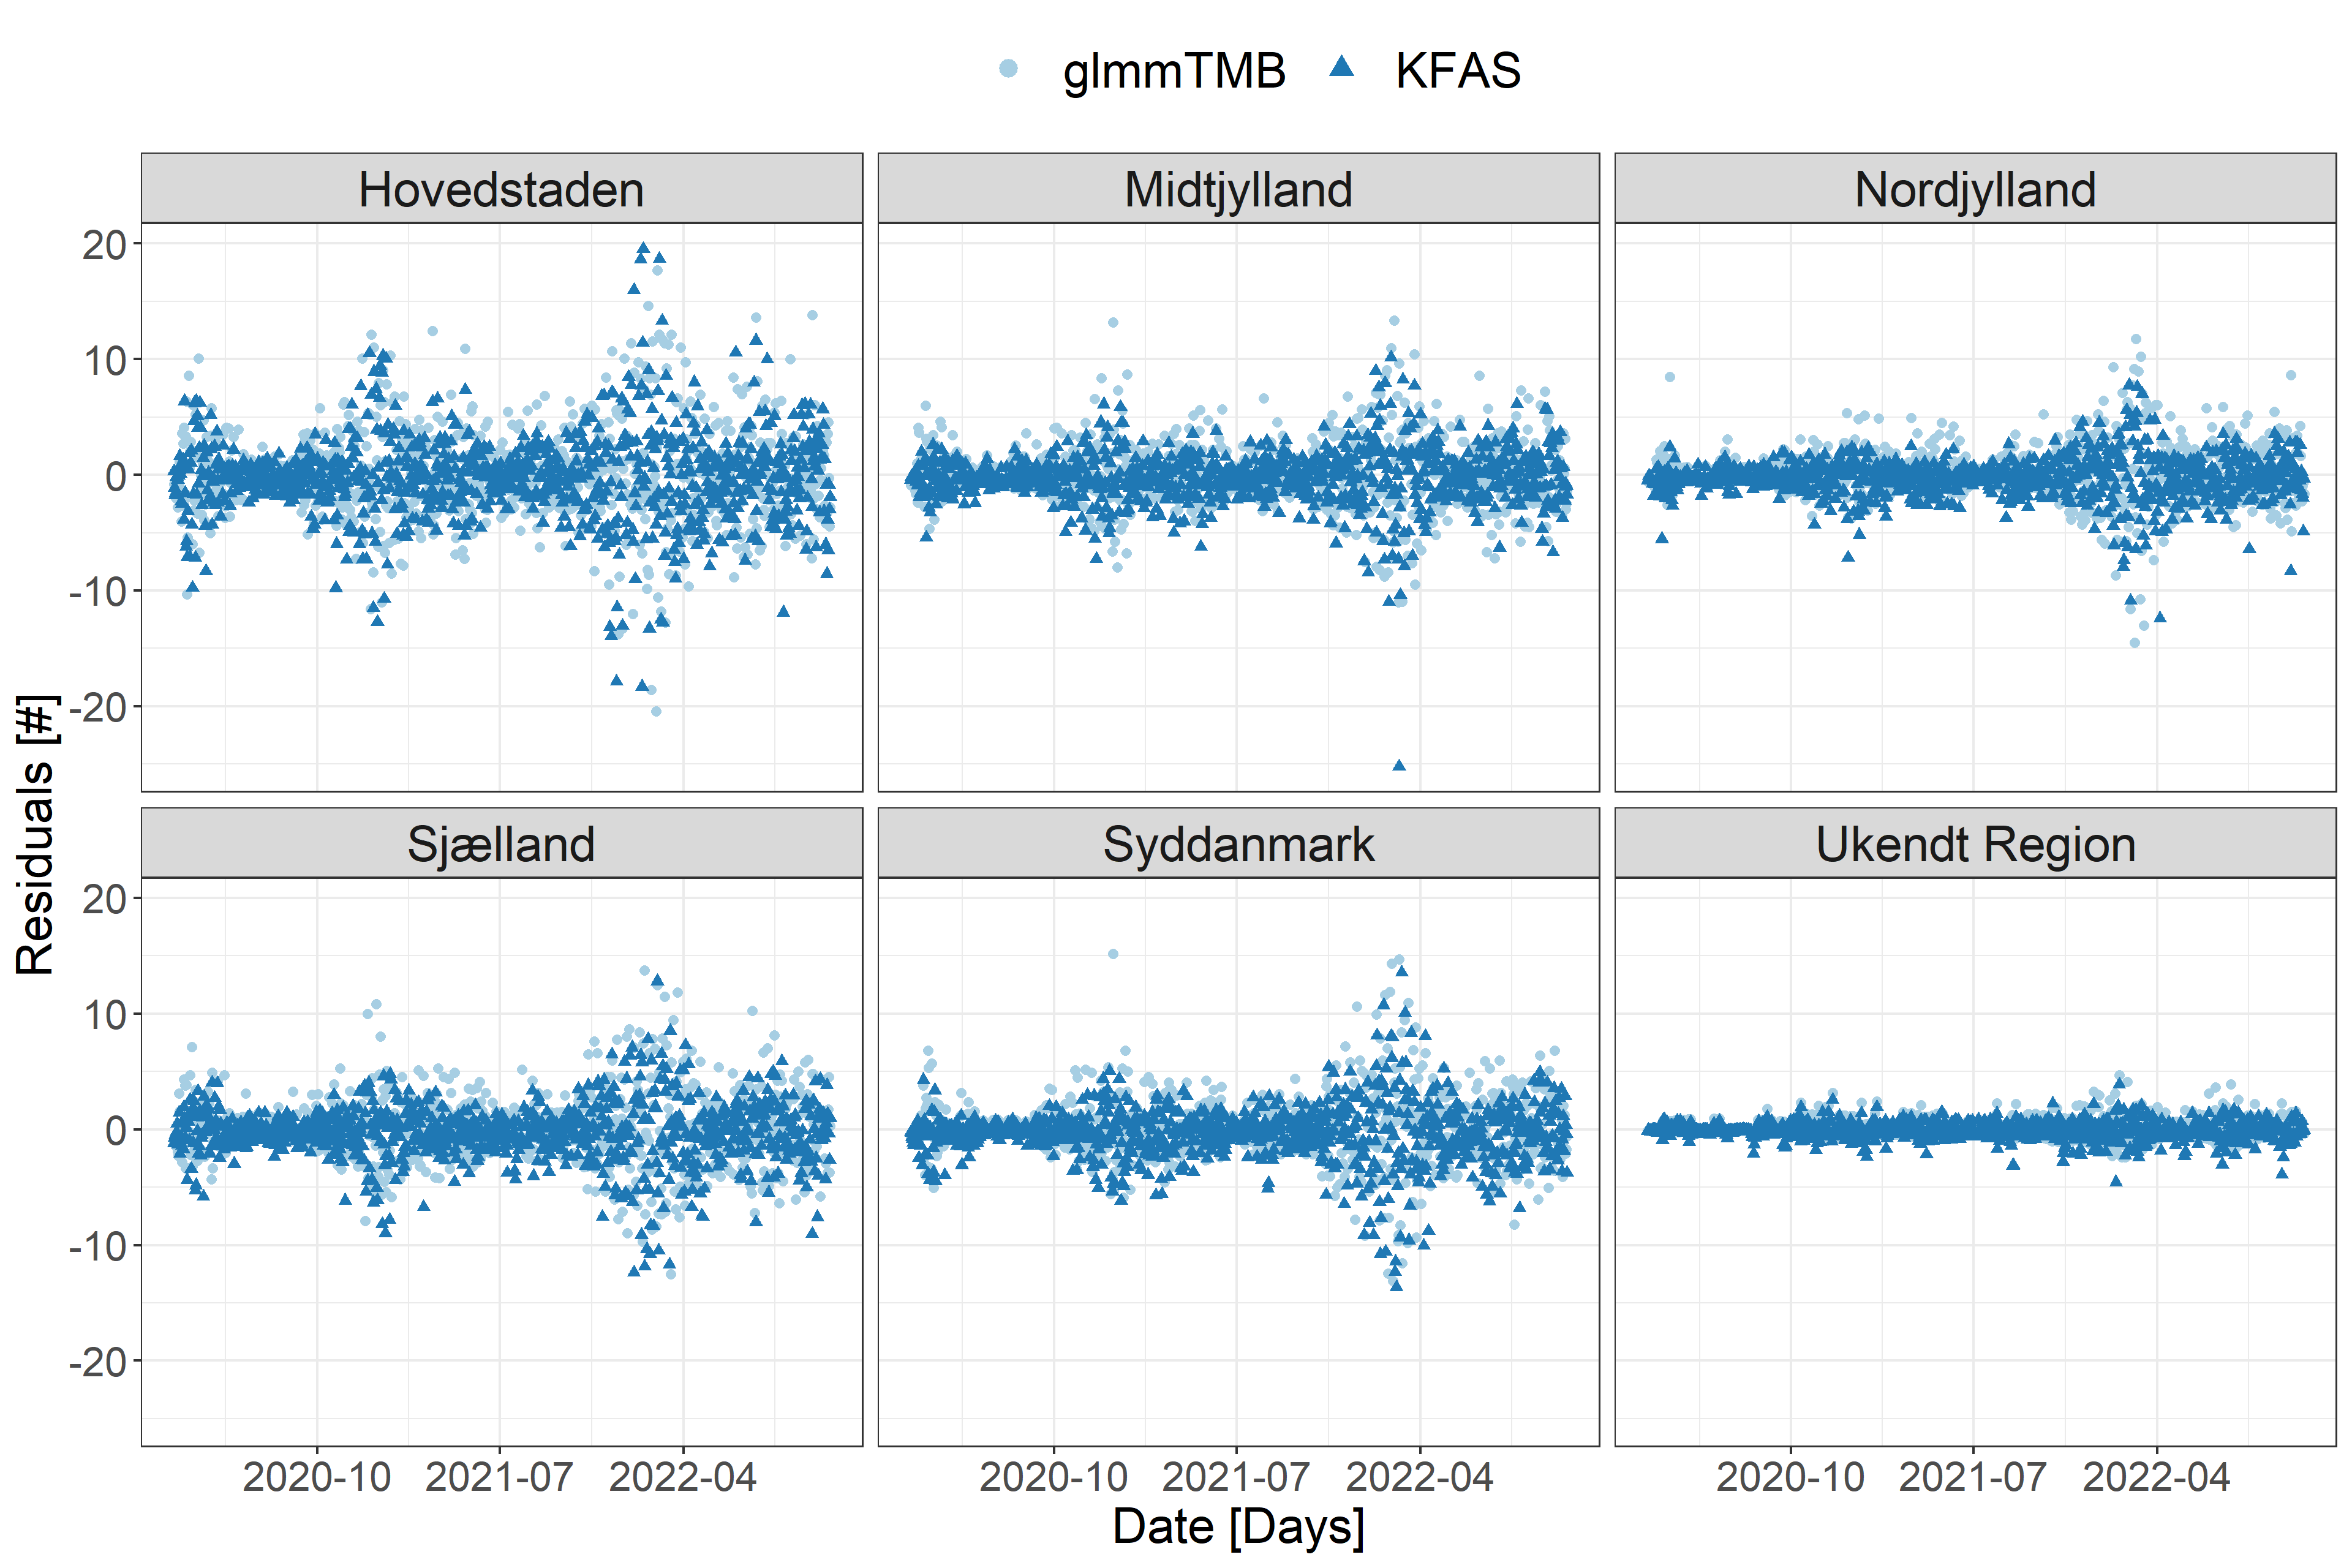 glmmTMB KFAS
Hovedstaden Midtjylland Nordjylland
20
10
0
-10
-20
Residuals [#]
Sjælland Syddanmark Ukendt Region
20
10
0
-10
-20
2020-10 2021-07 2022-04 2020-10 2021-07 2022-04 2020-10 2021-07 2022-04
Date [Days]